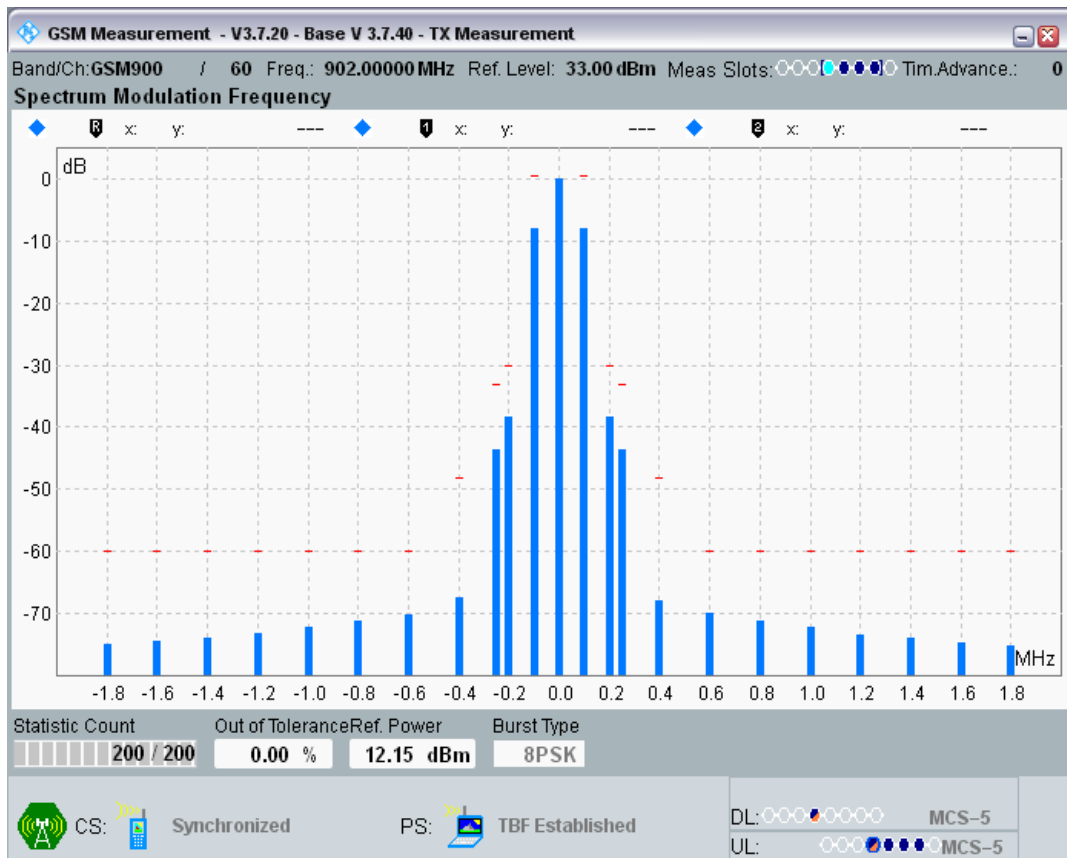 GSM Measurement - V3.7.20 - Base V 3.7.40 - TX Measurement
Band/Ch:GSM900 / 60 Freq.: 902.00000 MHz Ref. Level: 33.00 dBm Meas Slots: Tim.Advance.: 0
Spectrum Modulation Frequency
R x: y: --- 1 x: y: --- 2 x: y: ---
dB
0
-10
-20
-30
-40
-50
-60
-70
MHz
-1.8 -1.6 -1.4 -1.2 -1.0 -0.8 -0.6 -0.4 -0.2 0.0 0.2 0.4 0.6 0.8 1.0 1.2 1.4 1.6 1.8
Statistic Count Out of Tolerance Ref. Power Burst Type
200 / 200 0.00 % 12.15 dBm 8PSK
CS: Synchronized PS: TBF Established
DL: MCS-5
UL: MCS-5